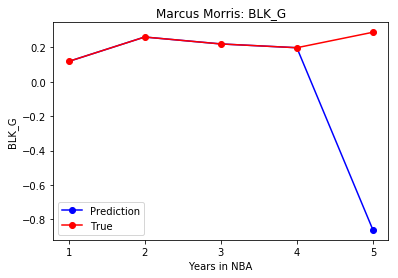 Marcus Morris: BLK_G
BLK_G
0.2
0.0
−0.2
−0.4
−0.6
−0.8
Prediction
True
1 2 3 4 5
Years in NBA